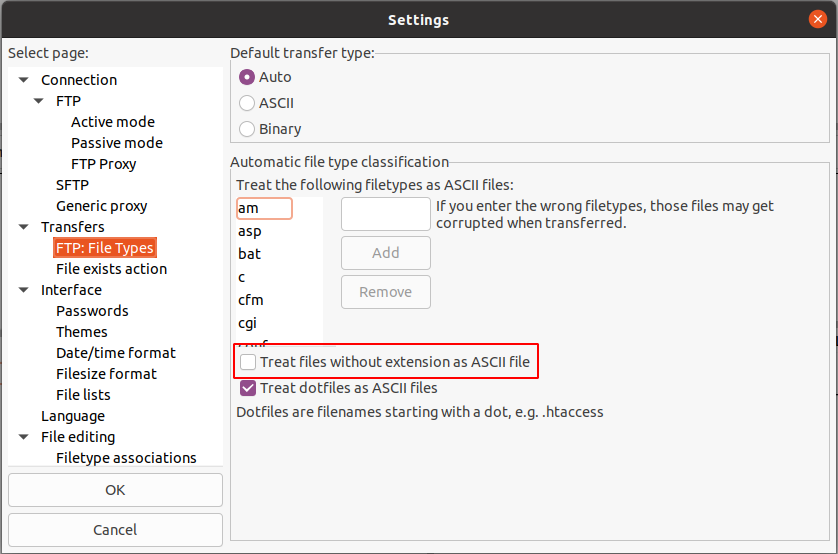 Settings
Select page:
Connection
FTP
Active mode
Passive mode
FTP Proxy
SFTP
Generic proxy
Transfers
FTP: File Types
File exists action
Interface
Passwords
Themes
Date/time format
Filesize format
File lists
Language
File editing
Filetype associations
OK
Cancel
Default transfer type:
Auto
ASCII
Binary
Automatic file type classification
Treat the following filetypes as ASCII files:
am
asp
bat
c
cfm
cgi
conf
If you enter the wrong filetypes, those files may get
corrupted when transferred.
Add
Remove
Treat files without extension as ASCII file
Treat dotfiles as ASCII files
Dotfiles are filenames starting with a dot, e.g. .htaccess